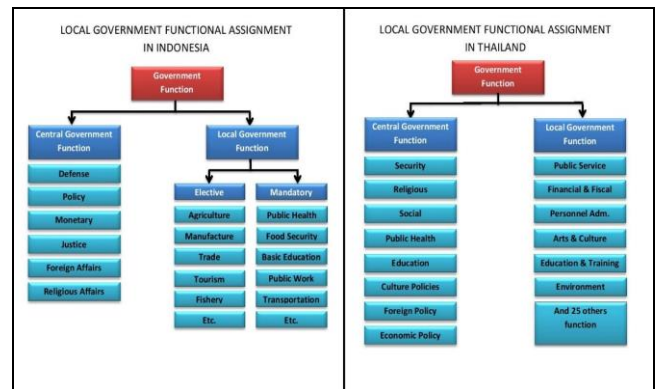 LOCAL GOVERNMENT FUNCTIONAL ASSIGNMENT
IN INDONESIA
Government
Function
Central Government
Function
Local Government
Function
Defense
Policy
Monetary
Justice
Foreign Affairs
Religious Affairs
Elective
Agriculture
Manufacture
Trade
Tourism
Fishery
Etc.
Mandatory
Public Health
Food Security
Basic Education
Public Work
Transportation
Etc.
LOCAL GOVERNMENT FUNCTIONAL ASSIGNMENT
IN THAILAND
Government
Function
Central Government
Function
Local Government
Function
Security
Religious
Social
Public Health
Education
Culture Policies
Foreign Policy
Economic Policy
Public Service
Financial & Fiscal
Personnel Adm.
Arts & Culture
Education & Training
Environment
And 25 others
function